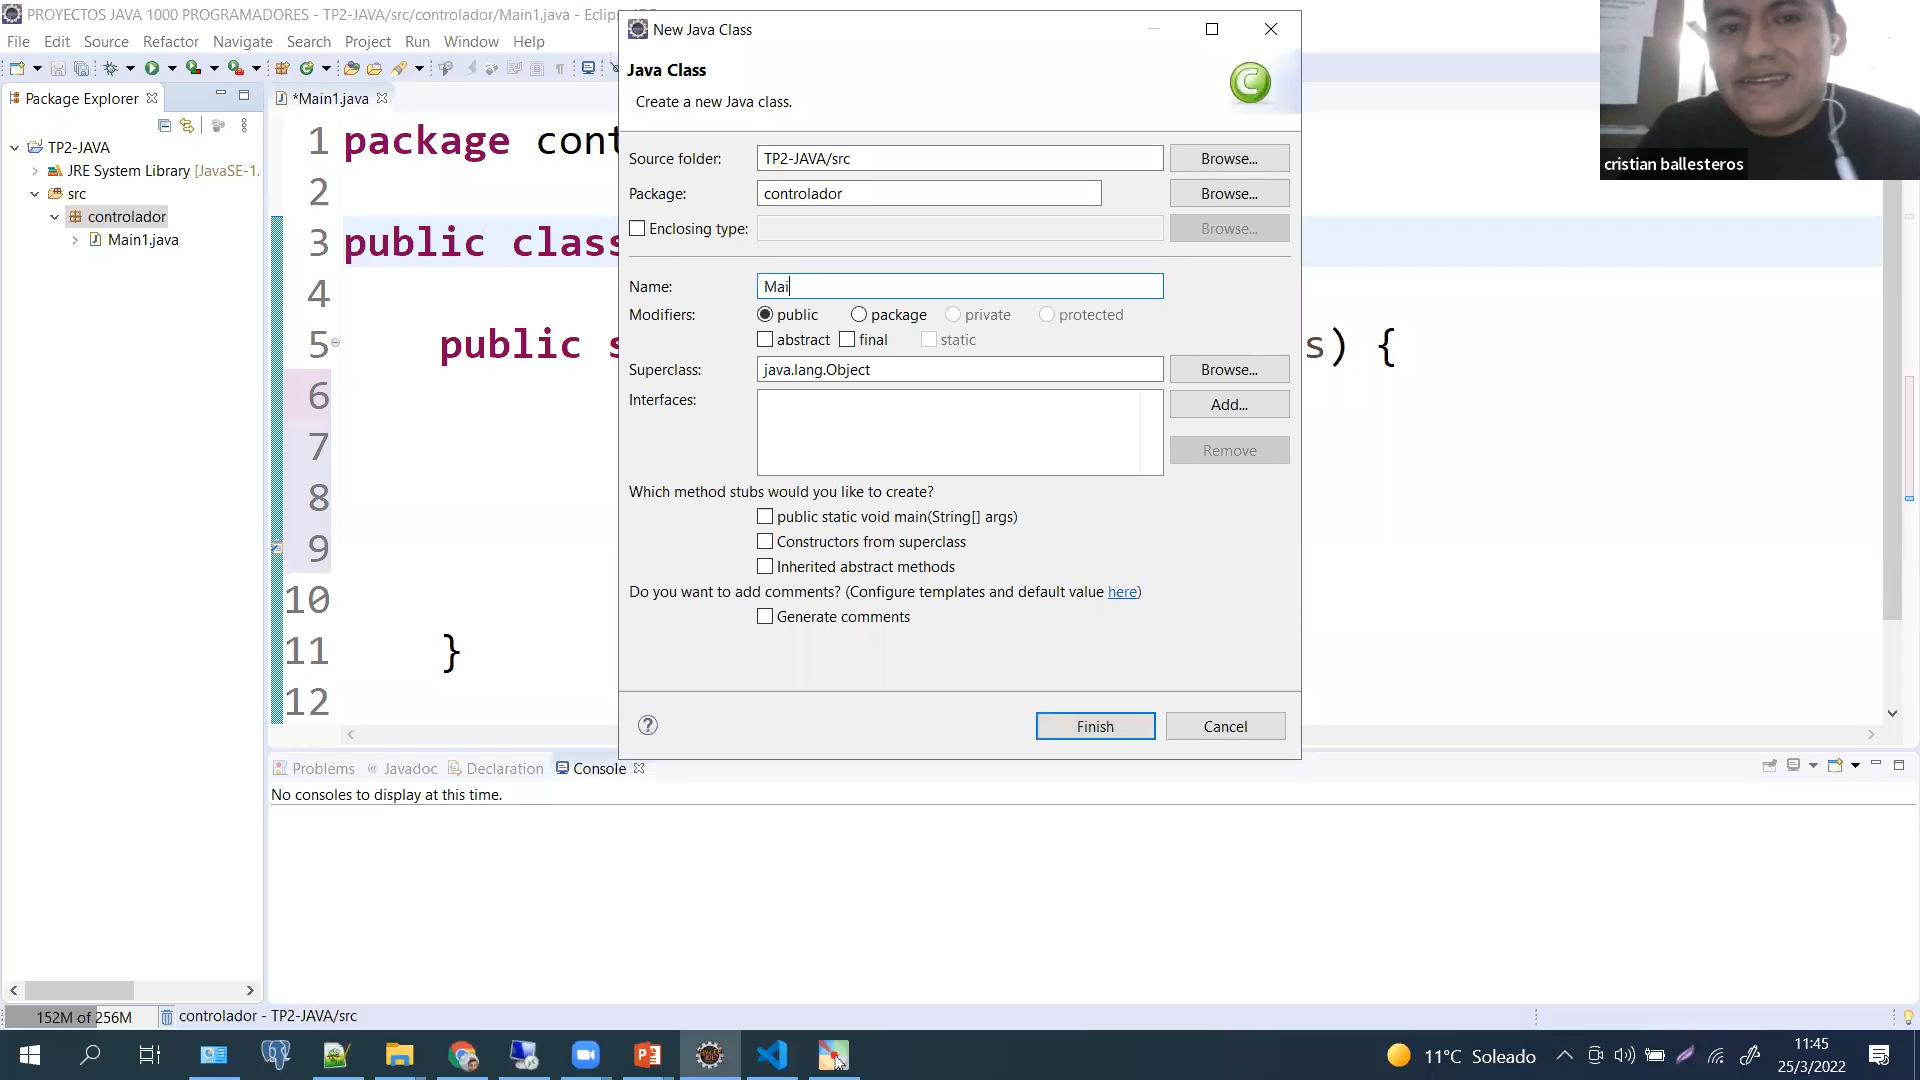 PROYECTOS JAVA 1000 PROGRAMADORES - TP2-JAVA/src/controlador/Main1.java - Eclips
File Edit Source Refactor Navigate Search Project Run Window Help
Package Explorer
TP2-JAVA
JRE System Library [JavaSE-1.
src
controlador
Main1.java
*Main1.java
1 package cont
2
3 public class
4
5 public s s) {
6
7
8
9
10
11 }
12
New Java Class
Java Class
Create a new Java class.
Source folder: TP2-JAVA/src Browse...
Package: controlador Browse...
Enclosing type: Browse...
Name: Mai
Modifiers: public package private protected
abstract final static
Superclass: java.lang.Object Browse...
Interfaces: Add...
Remove
Which method stubs would you like to create?
public static void main(String[] args)
Constructors from superclass
Inherited abstract methods
Do you want to add comments? (Configure templates and default value here)
Generate comments
Finish Cancel
cristian ballesteros
Problems Javadoc Declaration Console
No consoles to display at this time.
152M of 256M controlador - TP2-JAVA/src
11°C Soleado
11:45
25/3/2022